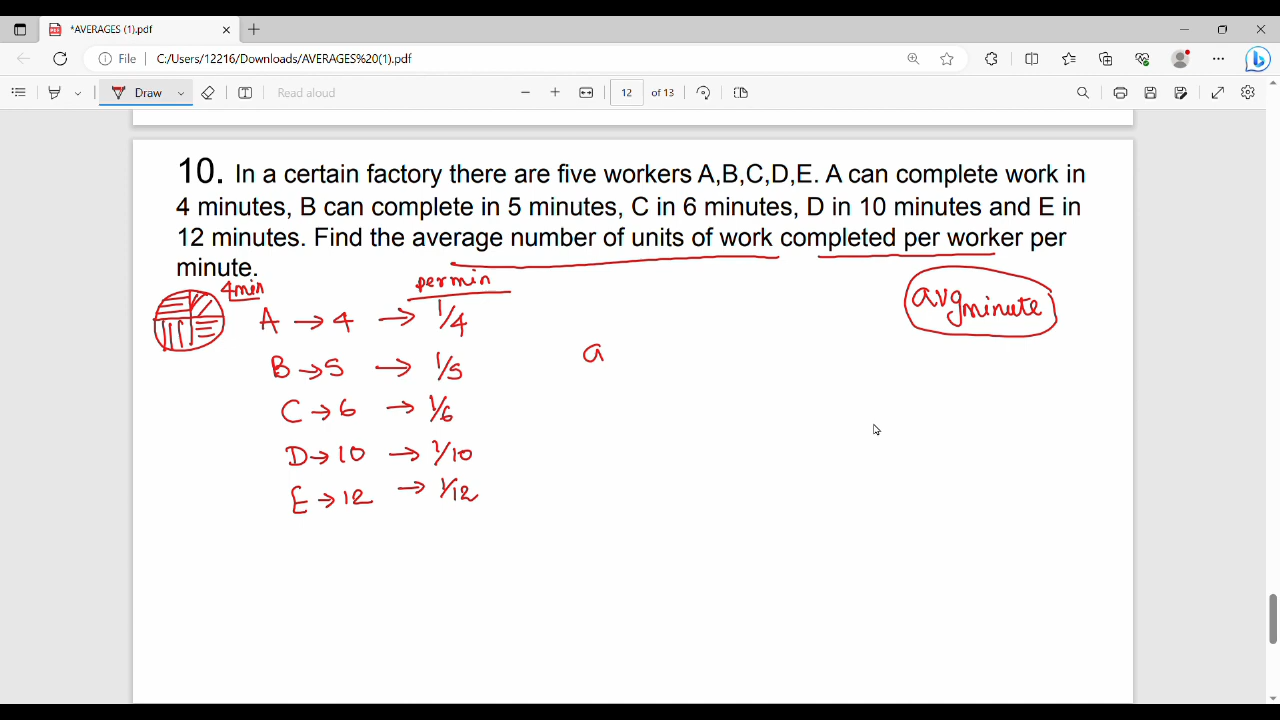 *AVERAGES (1).pdf
File | C:/Users/12216/Downloads/AVERAGES%20(1).pdf
Draw Read aloud 12 of 13
10. In a certain factory there are five workers A,B,C,D,E. A can complete work in
4 minutes, B can complete in 5 minutes, C in 6 minutes, D in 10 minutes and E in
12 minutes. Find the average number of units of work completed per worker per
minute.
4min per min avg minute
A → 4 → 1/4
B → 5 → 1/5
a
C → 6 → 1/6
D → 10 → 1/10
E → 12 → 1/12